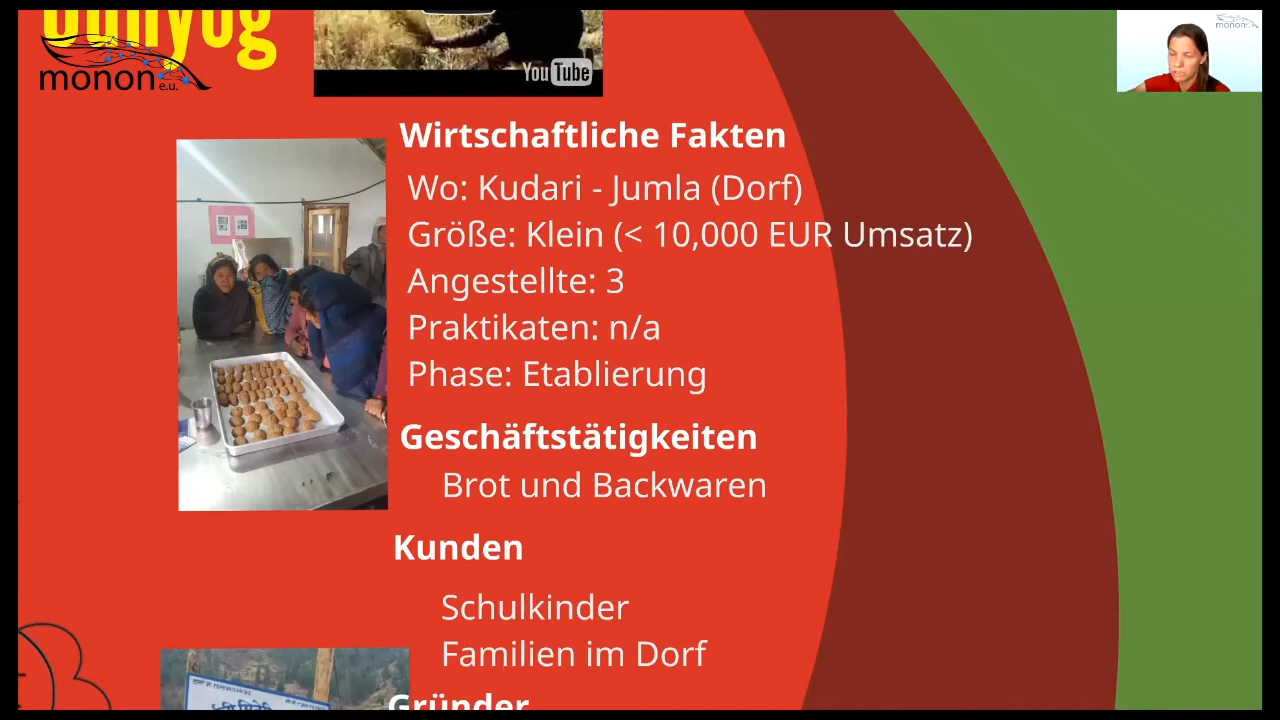 monon e.u.
YouTube
monon
Wirtschaftliche Fakten
Wo: Kudari - Jumla (Dorf)
Größe: Klein (< 10,000 EUR Umsatz)
Angestellte: 3
Praktikaten: n/a
Phase: Etablierung
Geschäftstätigkeiten
Brot und Backwaren
Kunden
Schulkinder
Familien im Dorf
Gründer